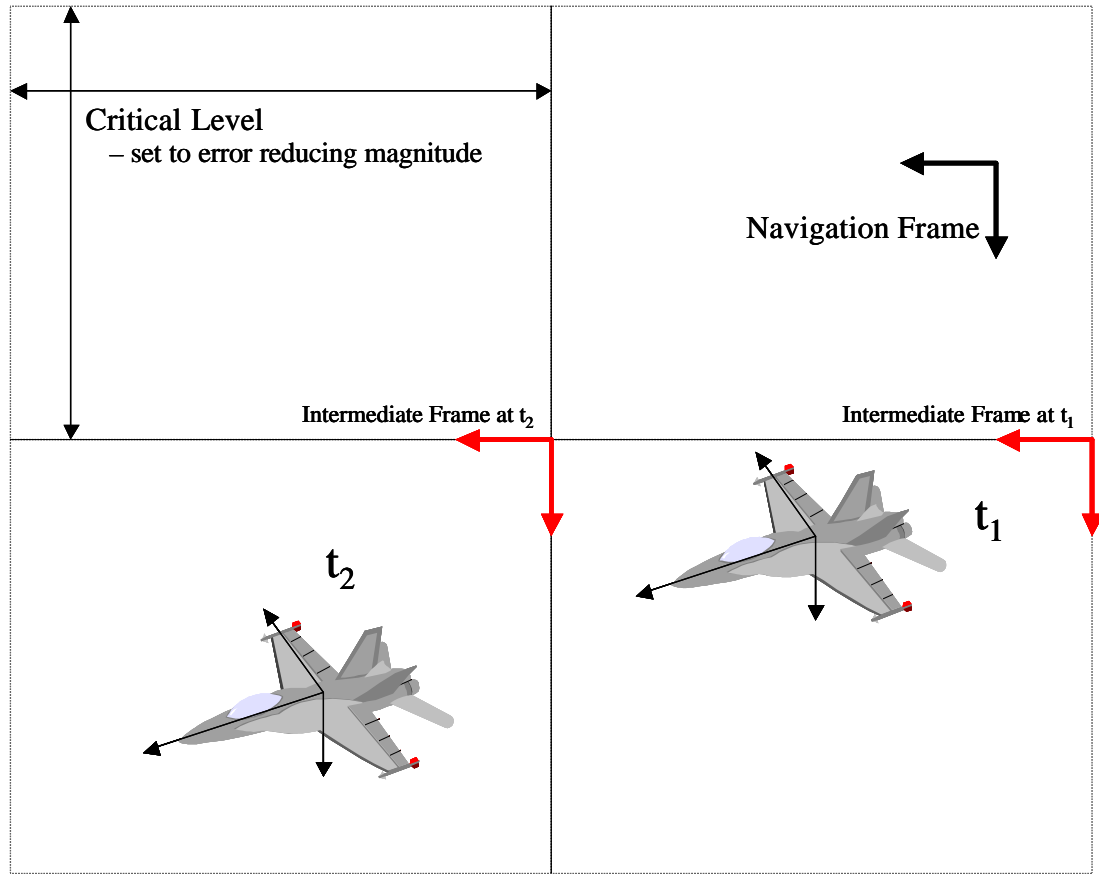 Critical Level
– set to error reducing magnitude
Navigation Frame
Intermediate Frame at t₂
Intermediate Frame at t₁
t₁
t₂